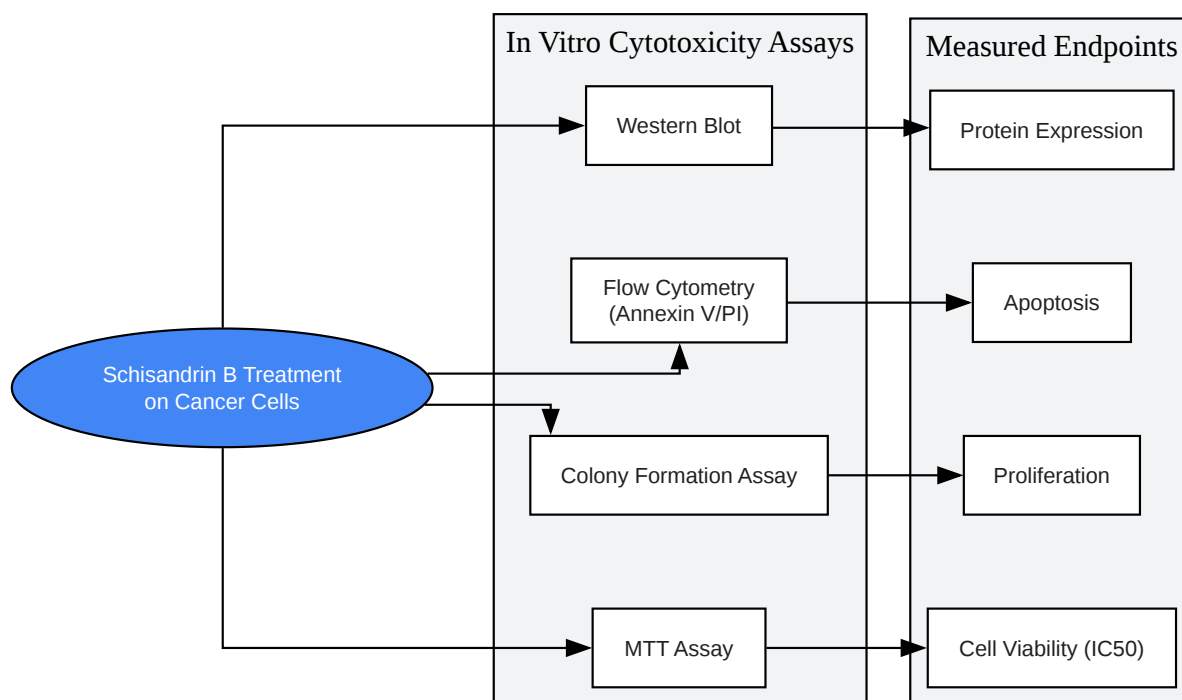 In Vitro Cytotoxicity Assays
Measured Endpoints
Western Blot
Protein Expression
Flow Cytometry
(Annexin V/PI)
Apoptosis
Schisandrin B Treatment
on Cancer Cells
Colony Formation Assay
Proliferation
MTT Assay
Cell Viability (IC50)